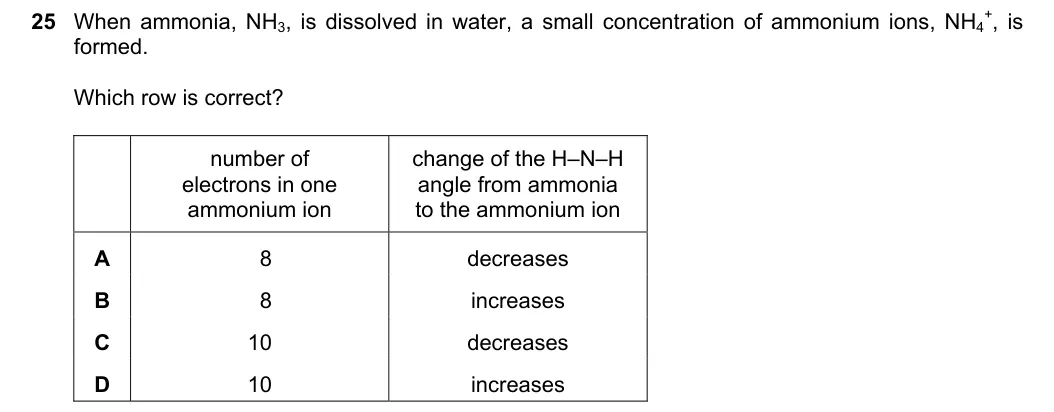 25 When ammonia, NH₃, is dissolved in water, a small concentration of ammonium ions, NH₄⁺, is
formed.
Which row is correct?
number of electrons in one ammonium ion | change of the H–N–H angle from ammonia to the ammonium ion
A 8 decreases
B 8 increases
C 10 decreases
D 10 increases